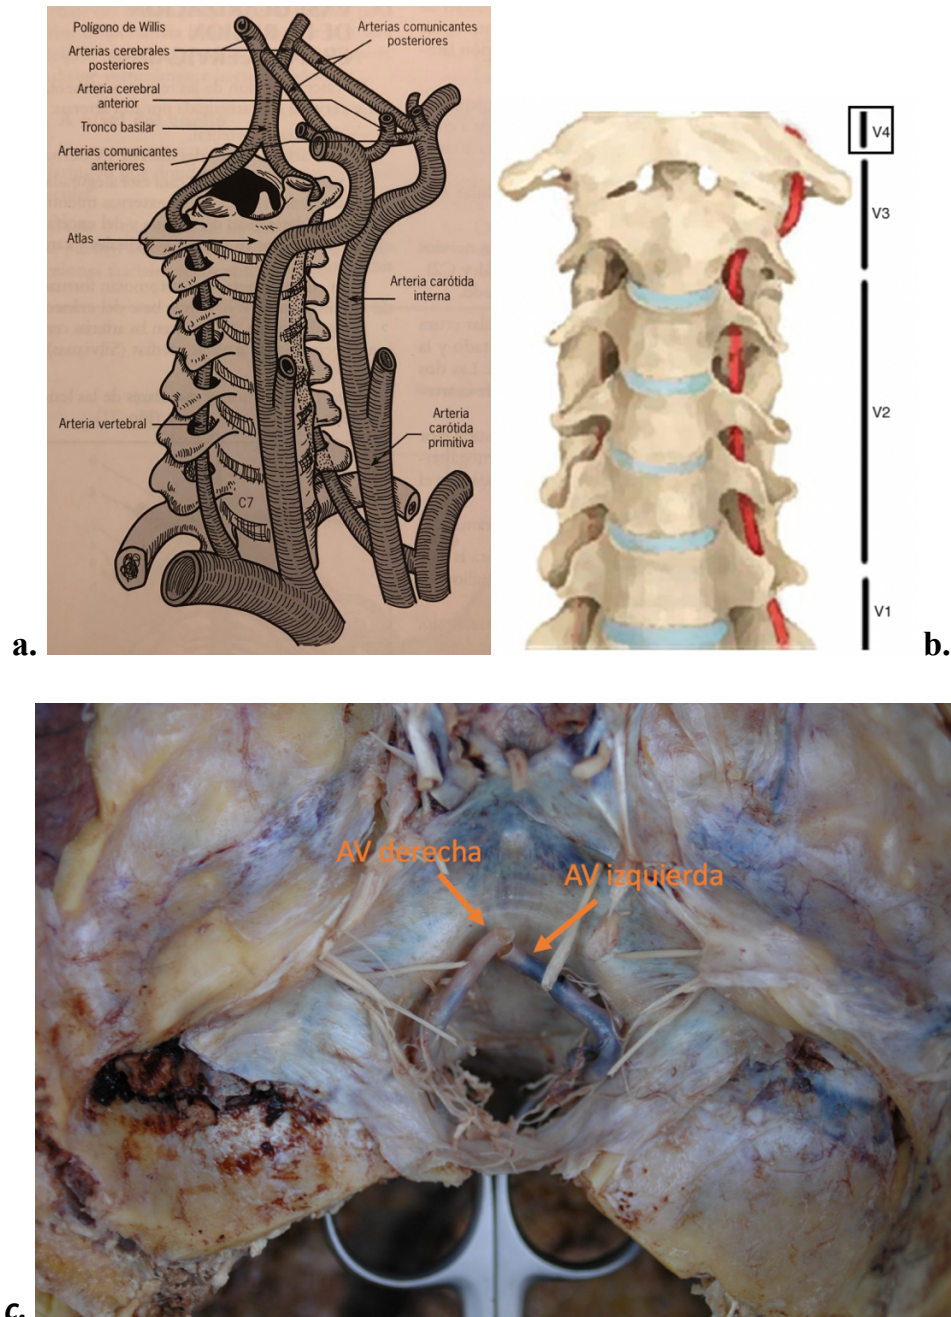 Polígono de Willis
Arterias cerebrales
posteriores
Arteria cerebral
anterior
Tronco basilar
Arterias comunicantes
anteriores
Atlas
Arteria vertebral
Arterias comunicantes
posteriores
Arteria carótida
interna
Arteria
carótida
primitiva
C7
a.
V4
V3
V2
V1
b.
AV derecha
AV izquierda
c.